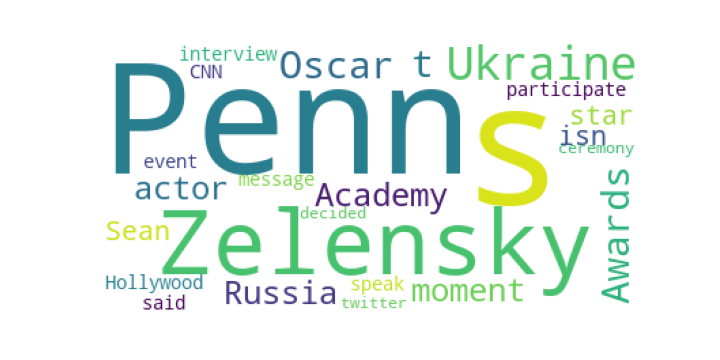 interview
CNN
Oscar
t
Ukraine
Penn
s
participate
star
isn
ceremony
event
message
actor
Academy
decided
Awards
Sean
Zelensky
Hollywood
said
Russia
speak
twitter
moment